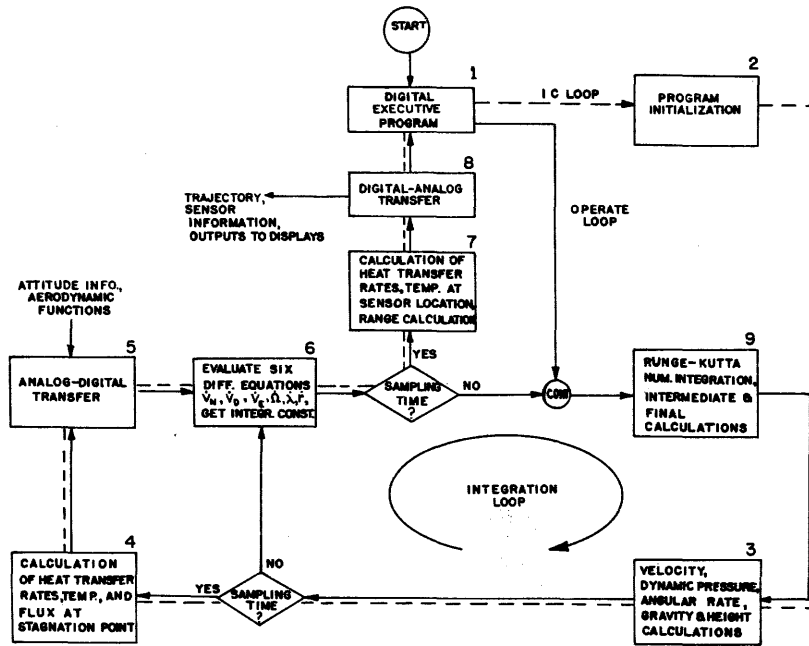 START
1
DIGITAL
EXECUTIVE
PROGRAM
I C LOOP
2
PROGRAM
INITIALIZATION
8
DIGITAL-ANALOG
TRANSFER
TRAJECTORY,
SENSOR
INFORMATION,
OUTPUTS TO DISPLAYS
OPERATE
LOOP
7
CALCULATION OF
HEAT TRANSFER
RATES, TEMP. AT
SENSOR LOCATION,
RANGE CALCULATION
ATTITUDE INFO.,
AERODYNAMIC
FUNCTIONS
5
ANALOG-DIGITAL
TRANSFER
6
EVALUATE SIX
DIFF. EQUATIONS
V̇N, V̇D, V̇E, Ω̇, λ̇, ṙ,
GET INTEGR. CONST.
YES
SAMPLING
TIME
?
NO
CONT
9
RUNGE-KUTTA
NUM. INTEGRATION,
INTERMEDIATE &
FINAL
CALCULATIONS
INTEGRATION
LOOP
4
CALCULATION
OF HEAT TRANSFER
RATES, TEMP., AND
FLUX AT
STAGNATION POINT
YES
NO
SAMPLING
TIME
?
3
VELOCITY,
DYNAMIC PRESSURE,
ANGULAR RATE,
GRAVITY & HEIGHT
CALCULATIONS